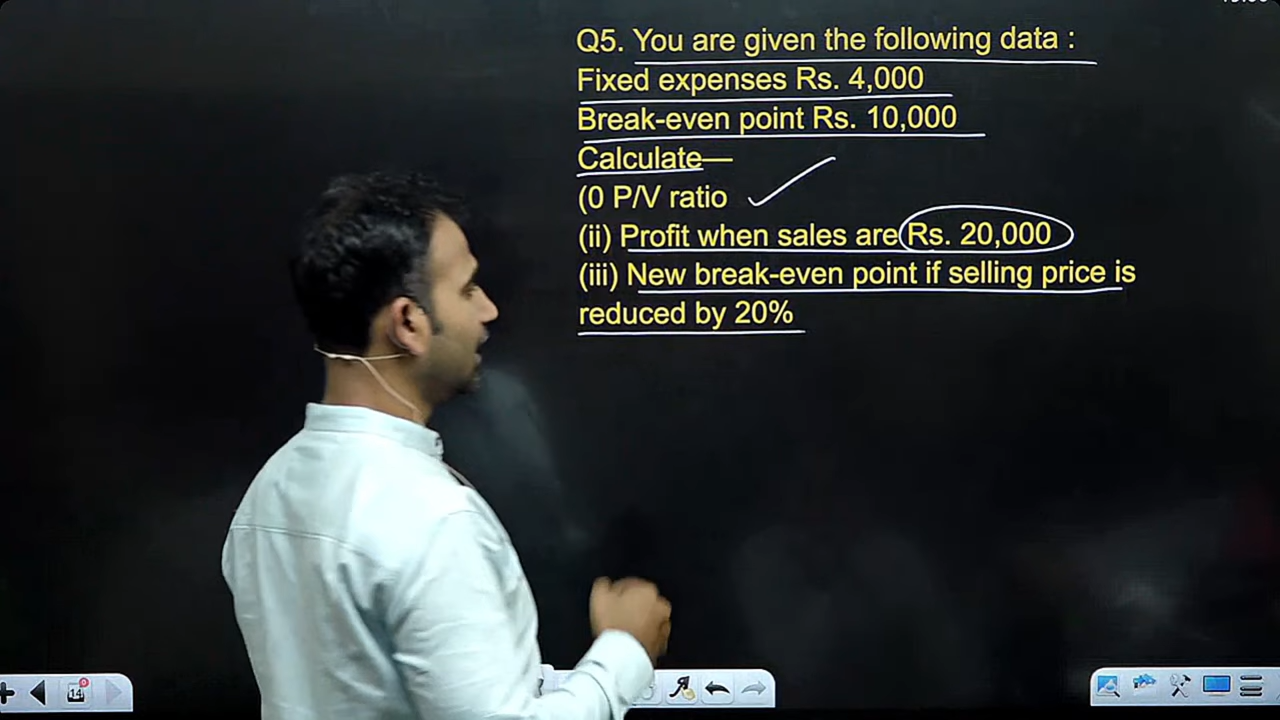 Q5. You are given the following data :
Fixed expenses Rs. 4,000
Break-even point Rs. 10,000
Calculate—
(0 P/V ratio
(ii) Profit when sales are Rs. 20,000
(iii) New break-even point if selling price is
reduced by 20%
14